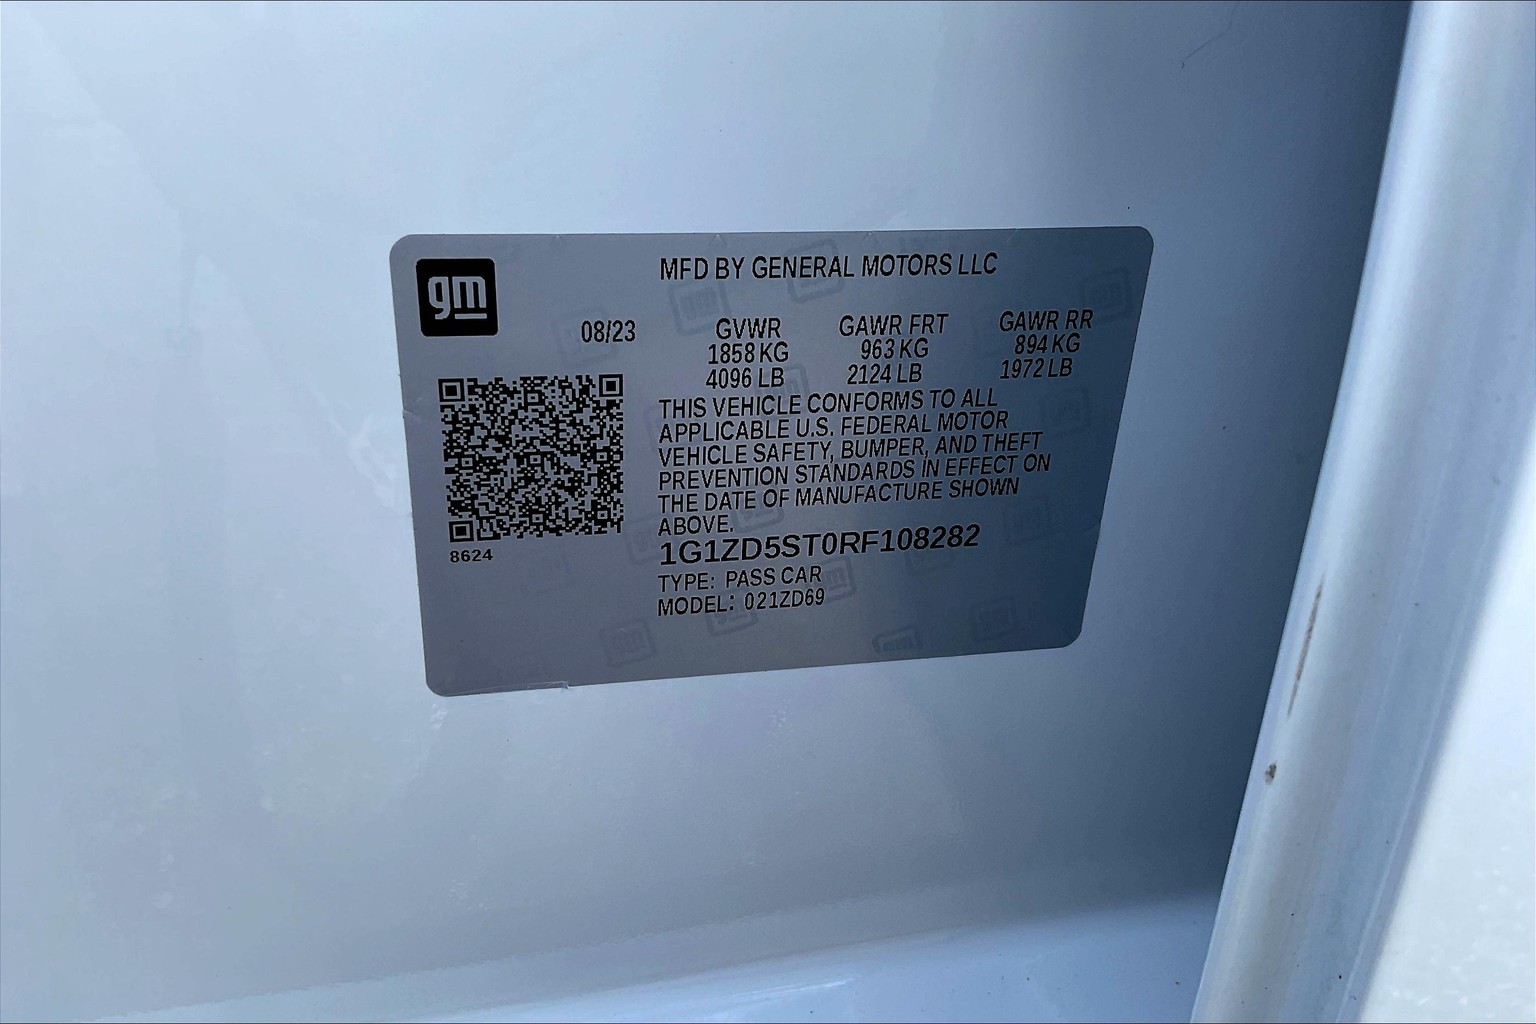 gm
MFD BY GENERAL MOTORS LLC
08/23 GVWR GAWR FRT GAWR RR
1858 KG 963 KG 894 KG
4096 LB 2124 LB 1972 LB
THIS VEHICLE CONFORMS TO ALL
APPLICABLE U.S. FEDERAL MOTOR
VEHICLE SAFETY, BUMPER, AND THEFT
PREVENTION STANDARDS IN EFFECT ON
THE DATE OF MANUFACTURE SHOWN
ABOVE.
8624
1G1ZD5ST0RF108282
TYPE: PASS CAR
MODEL: 021ZD69